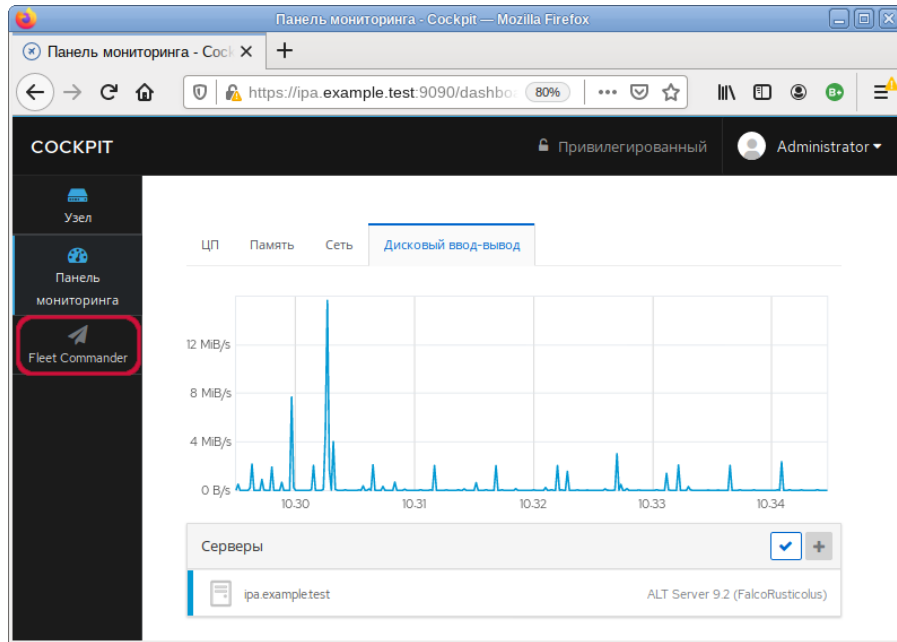 Панель мониторинга - Cockpit — Mozilla Firefox
Панель мониторинга - Cock
https://ipa.example.test:9090/dashbo
80%
COCKPIT
Привилегированный
Administrator
Узел
Панель
мониторинга
Fleet Commander
ЦП Память Сеть Дисковый ввод-вывод
12 MiB/s
8 MiB/s
4 MiB/s
0 B/s
10:30 10:31 10:32 10:33 10:34
Серверы
ipa.example.test ALT Server 9.2 (FalcoRusticolus)